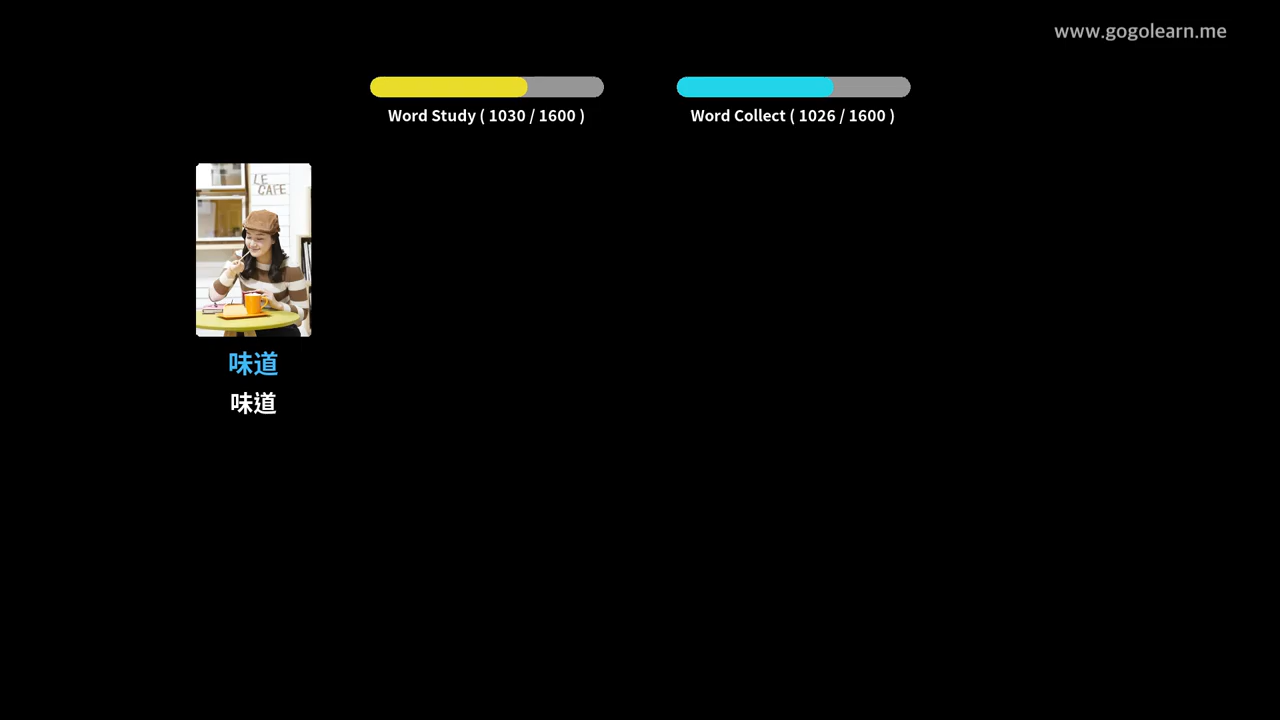 www.gogolearn.me
Word Study ( 1030 / 1600 )
Word Collect ( 1026 / 1600 )
LE
CAFE
味道
味道